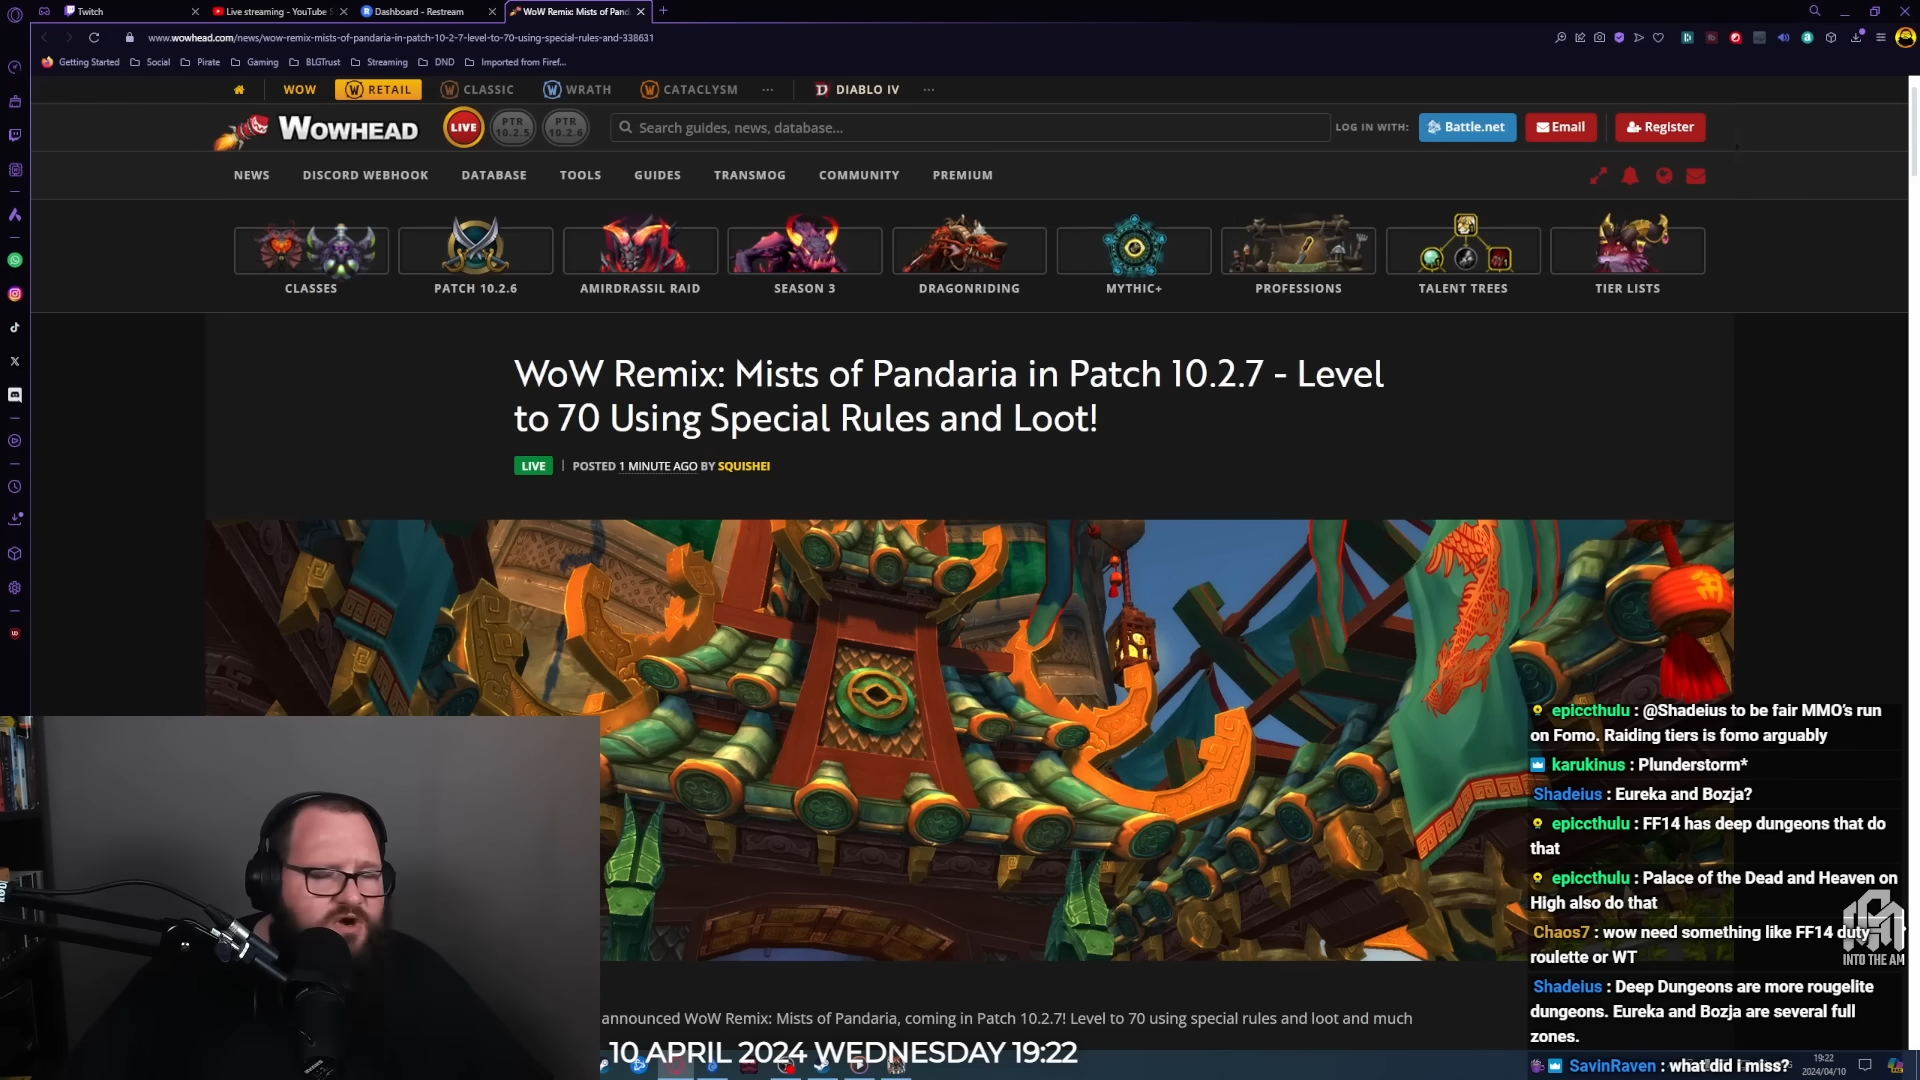 Twitch
Live streaming - YouTube S
Dashboard - Restream
WoW Remix: Mists of Pand
www.wowhead.com/news/wow-remix-mists-of-pandaria-in-patch-10-2-7-level-to-70-using-special-rules-and-338631
Getting Started Social Pirate Gaming BLGTrust Streaming DND Imported from Firef...
WOW RETAIL CLASSIC WRATH CATACLYSM ... DIABLO IV ...
WOWHEAD LIVE PTR 10.2.5 PTR 10.2.6 Search guides, news, database... LOG IN WITH: Battle.net Email Register
NEWS DISCORD WEBHOOK DATABASE TOOLS GUIDES TRANSMOG COMMUNITY PREMIUM
CLASSES PATCH 10.2.6 AMIRDRASSIL RAID SEASON 3 DRAGONRIDING MYTHIC+ PROFESSIONS TALENT TREES TIER LISTS
WoW Remix: Mists of Pandaria in Patch 10.2.7 - Level
to 70 Using Special Rules and Loot!
LIVE | POSTED 1 MINUTE AGO BY SQUISHEI
epiccthulu : @Shadeius to be fair MMO's run
on Fomo. Raiding tiers is fomo arguably
karukinus : Plunderstorm*
Shadeius : Eureka and Bozja?
epiccthulu : FF14 has deep dungeons that do
that
epiccthulu : Palace of the Dead and Heaven on
High also do that
Chaos7 : wow need something like FF14 duty
roulette or WT
INTO THE AM
Shadeius : Deep Dungeons are more rougelite
dungeons. Eureka and Bozja are several full
zones.
SavinRaven : what did i miss?
announced WoW Remix: Mists of Pandaria, coming in Patch 10.2.7! Level to 70 using special rules and loot and much
10 APRIL 2024 WEDNESDAY 19:22
19:22
2024/04/10